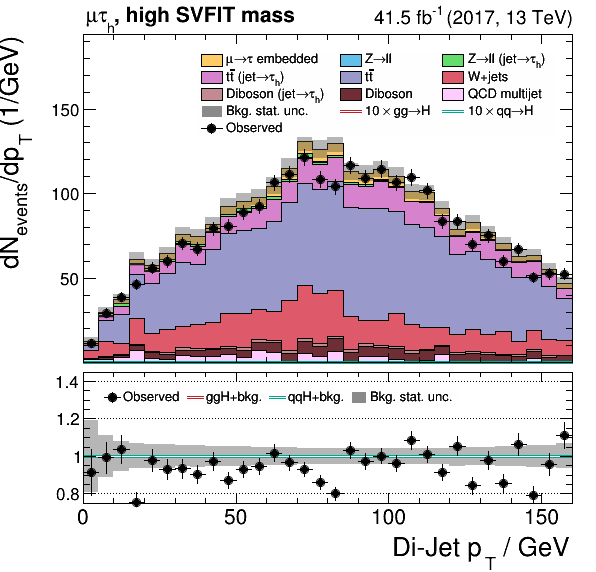 μτh, high SVFIT mass 41.5 fb-1 (2017, 13 TeV)
μ→τ embedded Z→ll Z→ll (jet→τh)
tt̄ (jet→τh) tt̄ W+jets
Diboson (jet→τh) Diboson QCD multijet
Bkg. stat. unc. 10×gg→H 10×qq→H
Observed
dNevents/dpT (1/GeV)
150
100
50
1.4
Observed ggH+bkg. qqH+bkg. Bkg. stat. unc.
1.2
1
0.8
0 50 100 150
Di-Jet pT / GeV